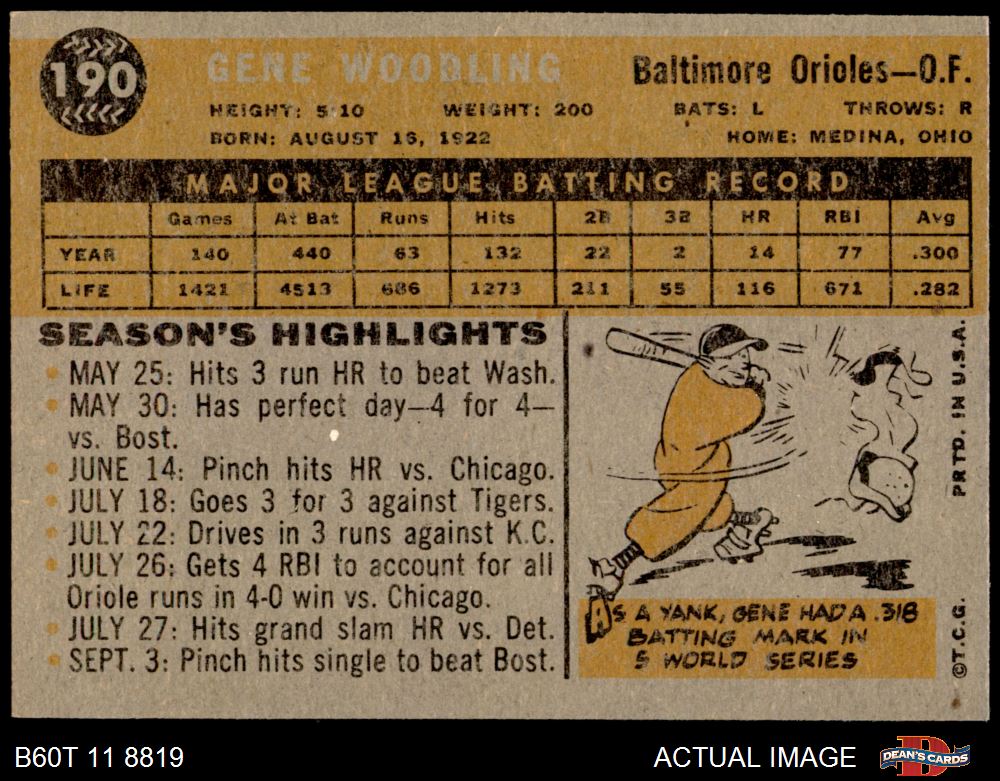 190
GENE WOODLING
Baltimore Orioles—O.F.
HEIGHT: 5 10 WEIGHT: 200 BATS: L THROWS: R
BORN: AUGUST 16, 1922 HOME: MEDINA, OHIO
MAJOR LEAGUE BATTING RECORD
Games At Bat Runs Hits 2B 3B HR RBI Avg
YEAR 140 440 63 132 22 2 14 77 .300
LIFE 1421 4513 686 1273 211 55 116 671 .282
SEASON'S HIGHLIGHTS
MAY 25: Hits 3 run HR to beat Wash.
MAY 30: Has perfect day—4 for 4—
vs. Bost.
JUNE 14: Pinch hits HR vs. Chicago.
JULY 18: Goes 3 for 3 against Tigers.
JULY 22: Drives in 3 runs against K.C.
JULY 26: Gets 4 RBI to account for all
Oriole runs in 4-0 win vs. Chicago.
JULY 27: Hits grand slam HR vs. Det.
SEPT. 3: Pinch hits single to beat Bost.
AS A YANK, GENE HAD A .318
BATTING MARK IN
5 WORLD SERIES
©T.C.G. PRTD. IN U.S.A.
B60T 11 8819
ACTUAL IMAGE
DEAN'S CARDS